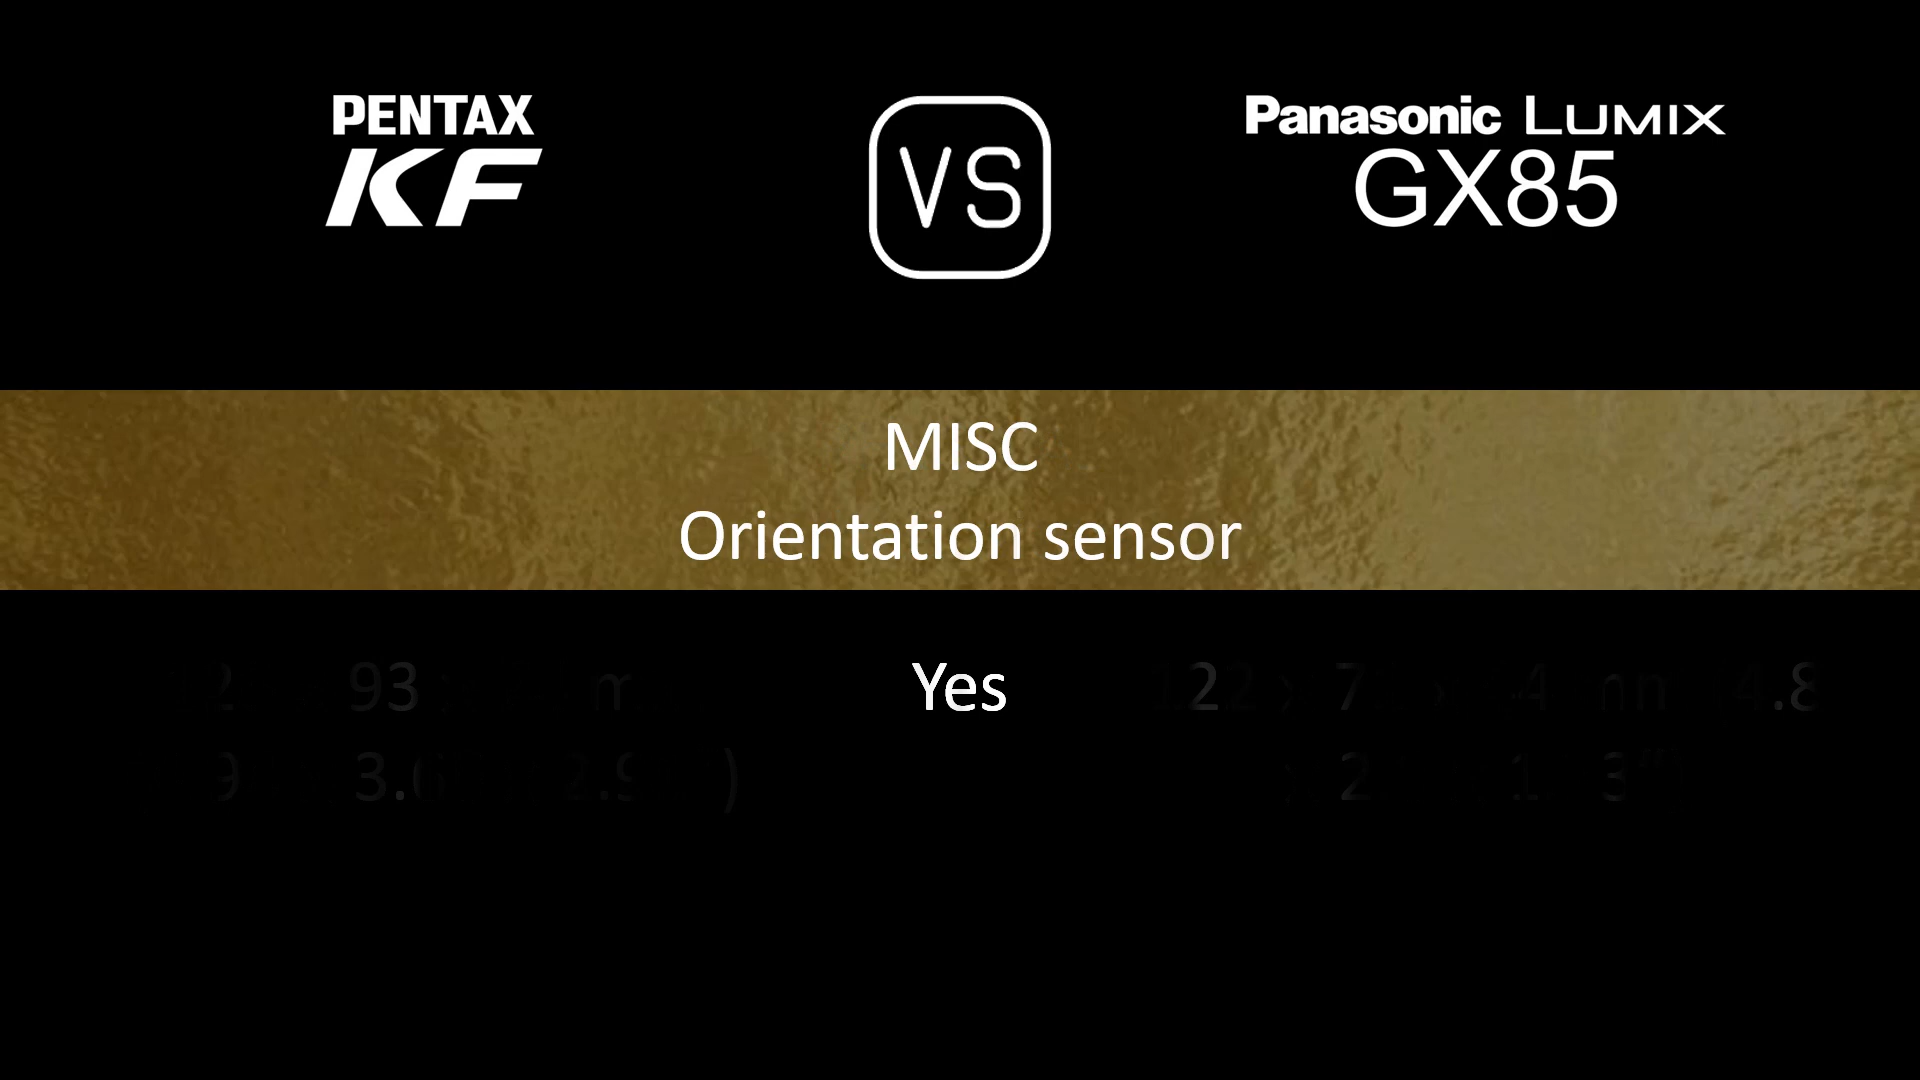 PENTAX
KF
VS
Panasonic LUMIX
GX85
MISC
Orientation sensor
Yes